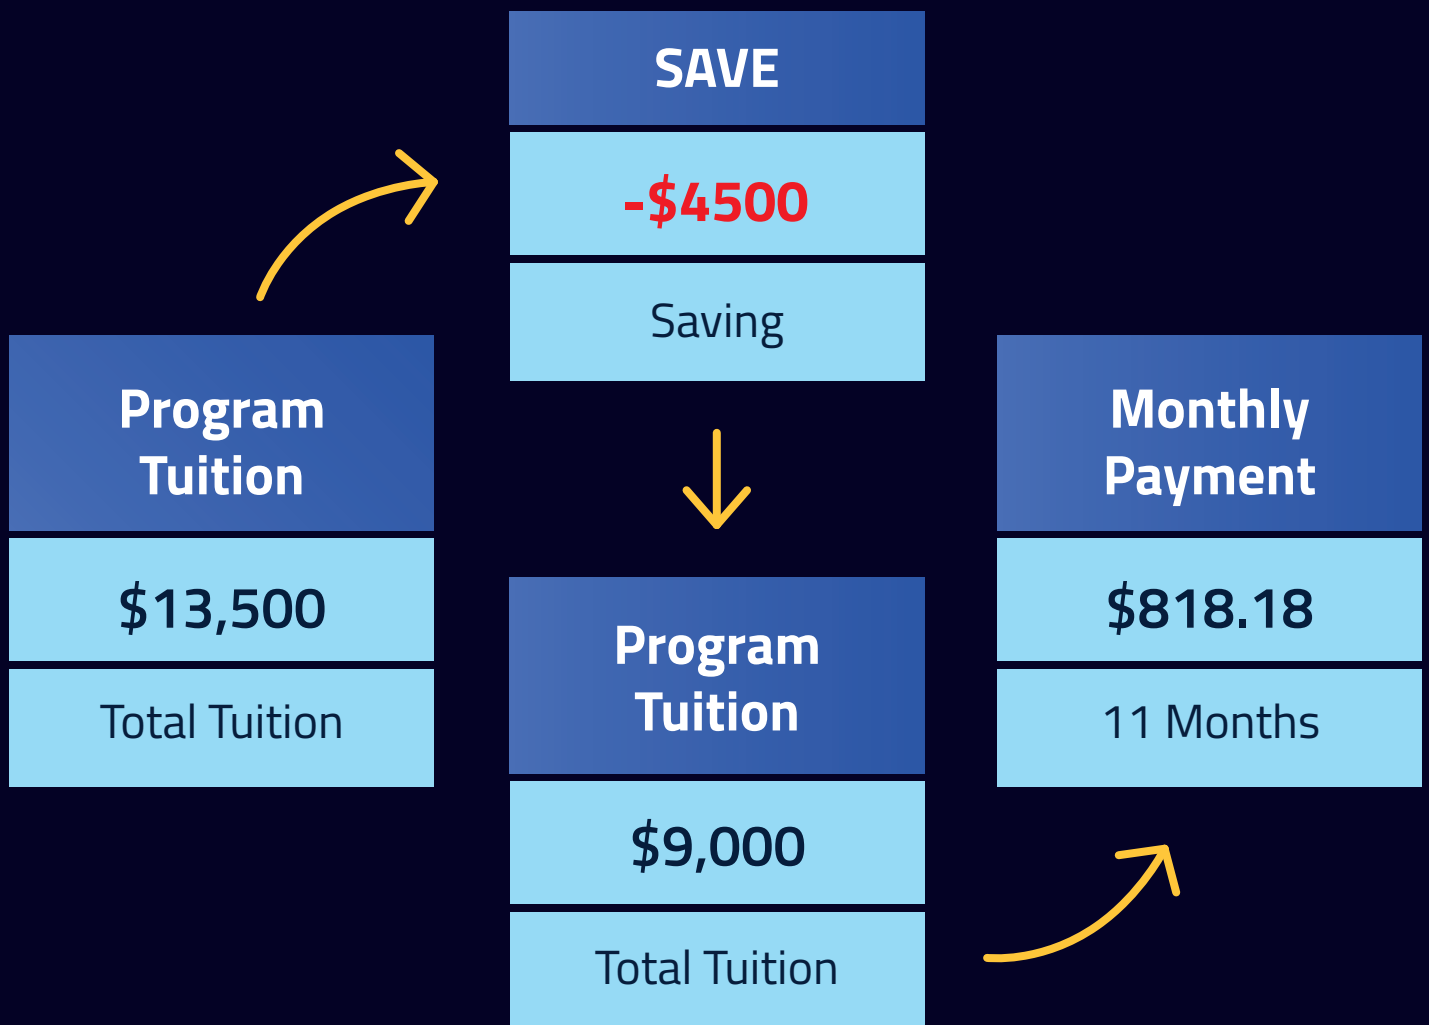 Program
Tuition
$13,500
Total Tuition
SAVE
-$4500
Saving
Program
Tuition
$9,000
Total Tuition
Monthly
Payment
$818.18
11 Months